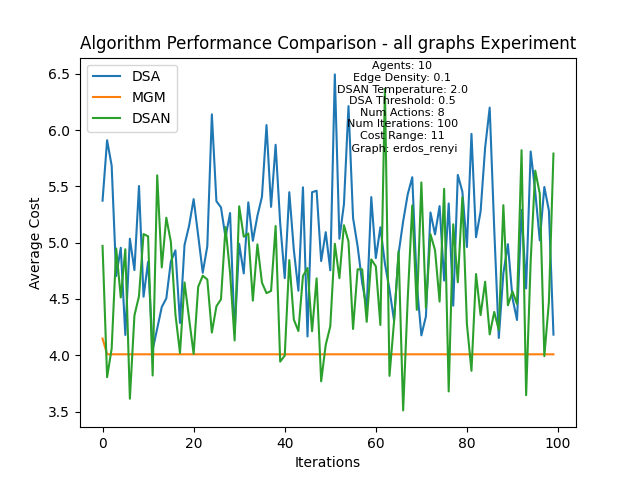 Algorithm Performance Comparison - all graphs Experiment
DSA
MGM
DSAN
Agents: 10
Edge Density: 0.1
DSAN Temperature: 2.0
DSA Threshold: 0.5
Num Actions: 8
Num Iterations: 100
Cost Range: 11
Graph: erdos_renyi
Average Cost
6.5
6.0
5.5
5.0
4.5
4.0
3.5
0 20 40 60 80 100
Iterations